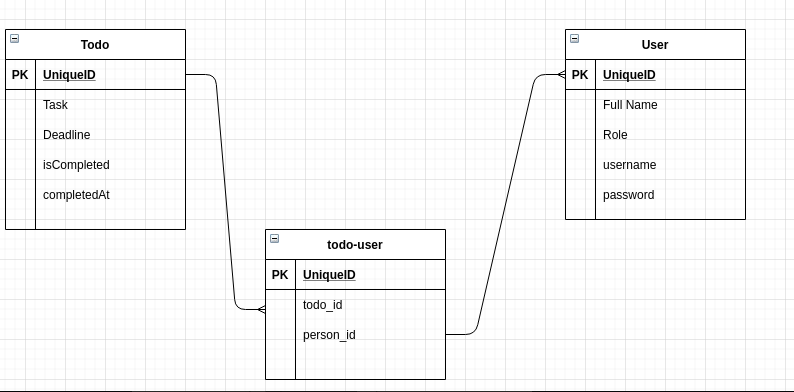 Todo
PK UniqueID
Task
Deadline
isCompleted
completedAt
User
PK UniqueID
Full Name
Role
username
password
todo-user
PK UniqueID
todo_id
person_id